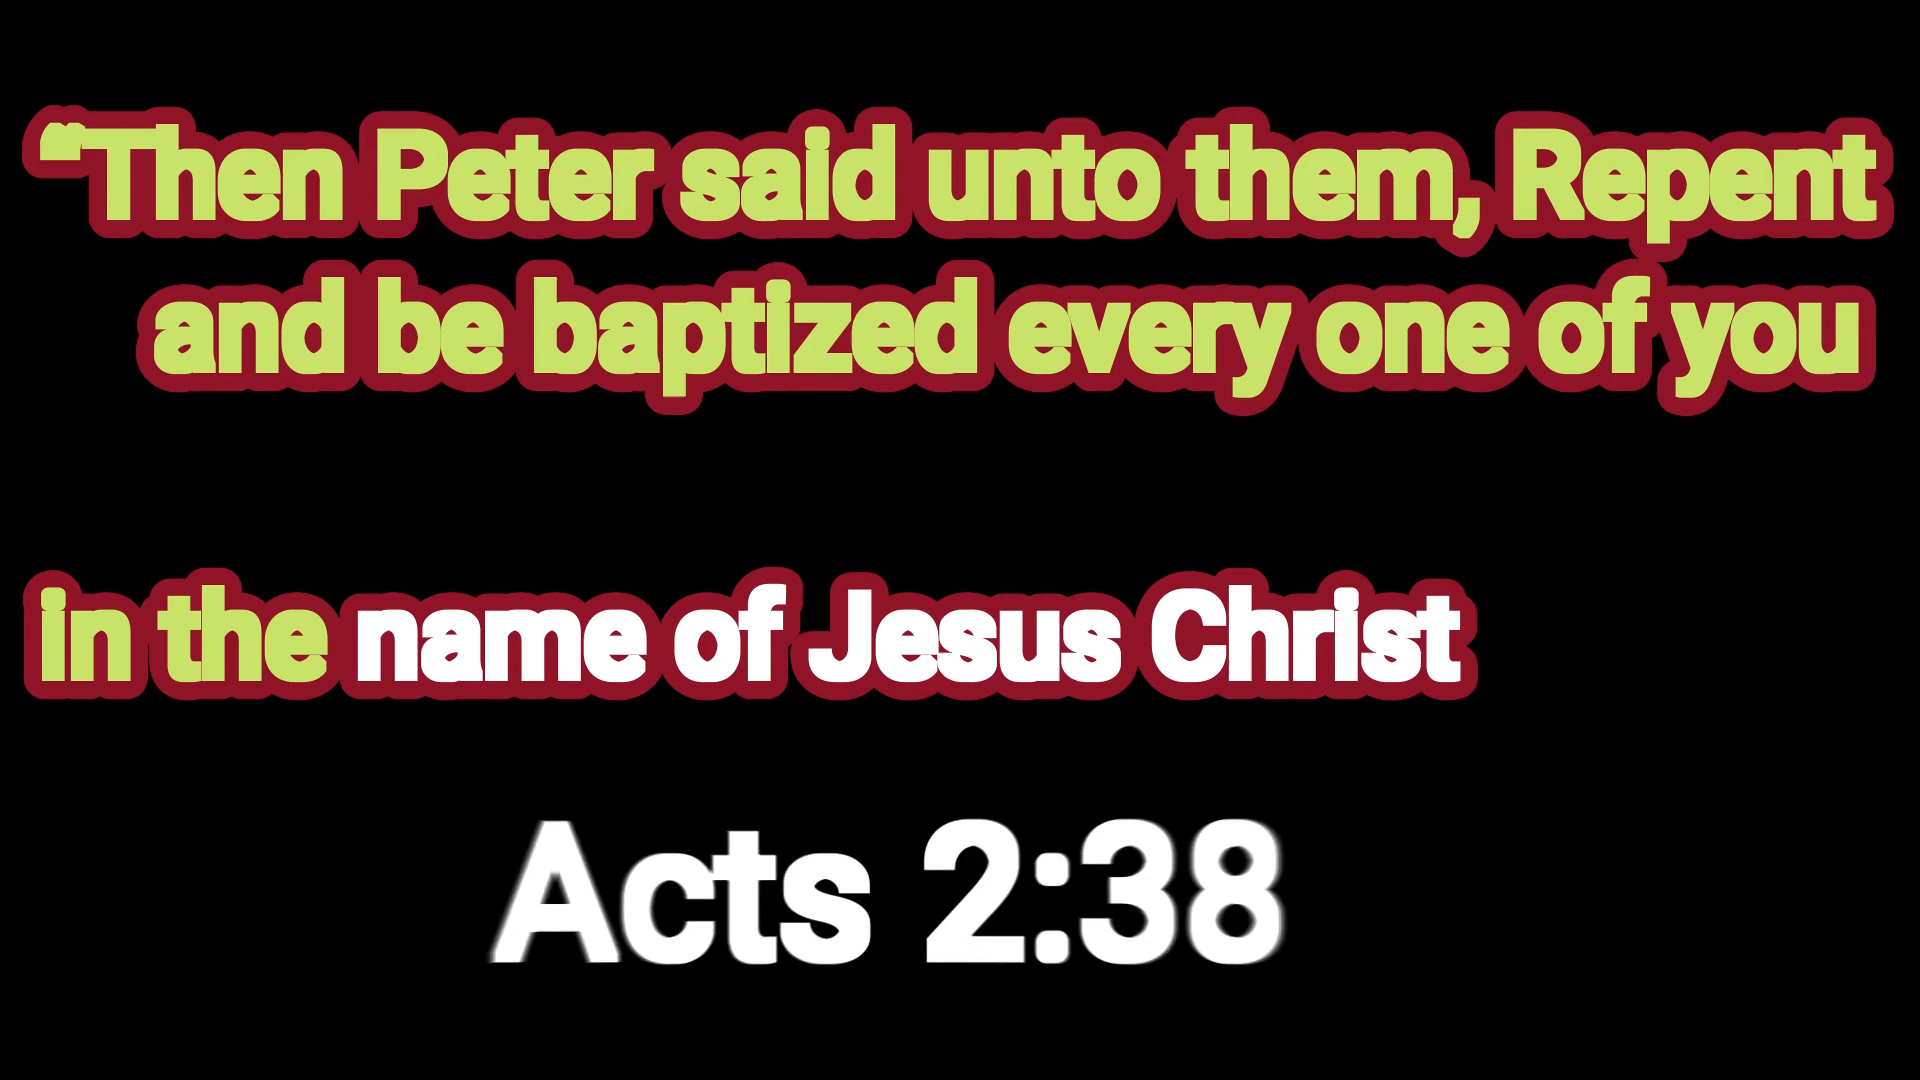 “Then Peter said unto them, Repent
and be baptized every one of you
in the name of Jesus Christ
Acts 2:38